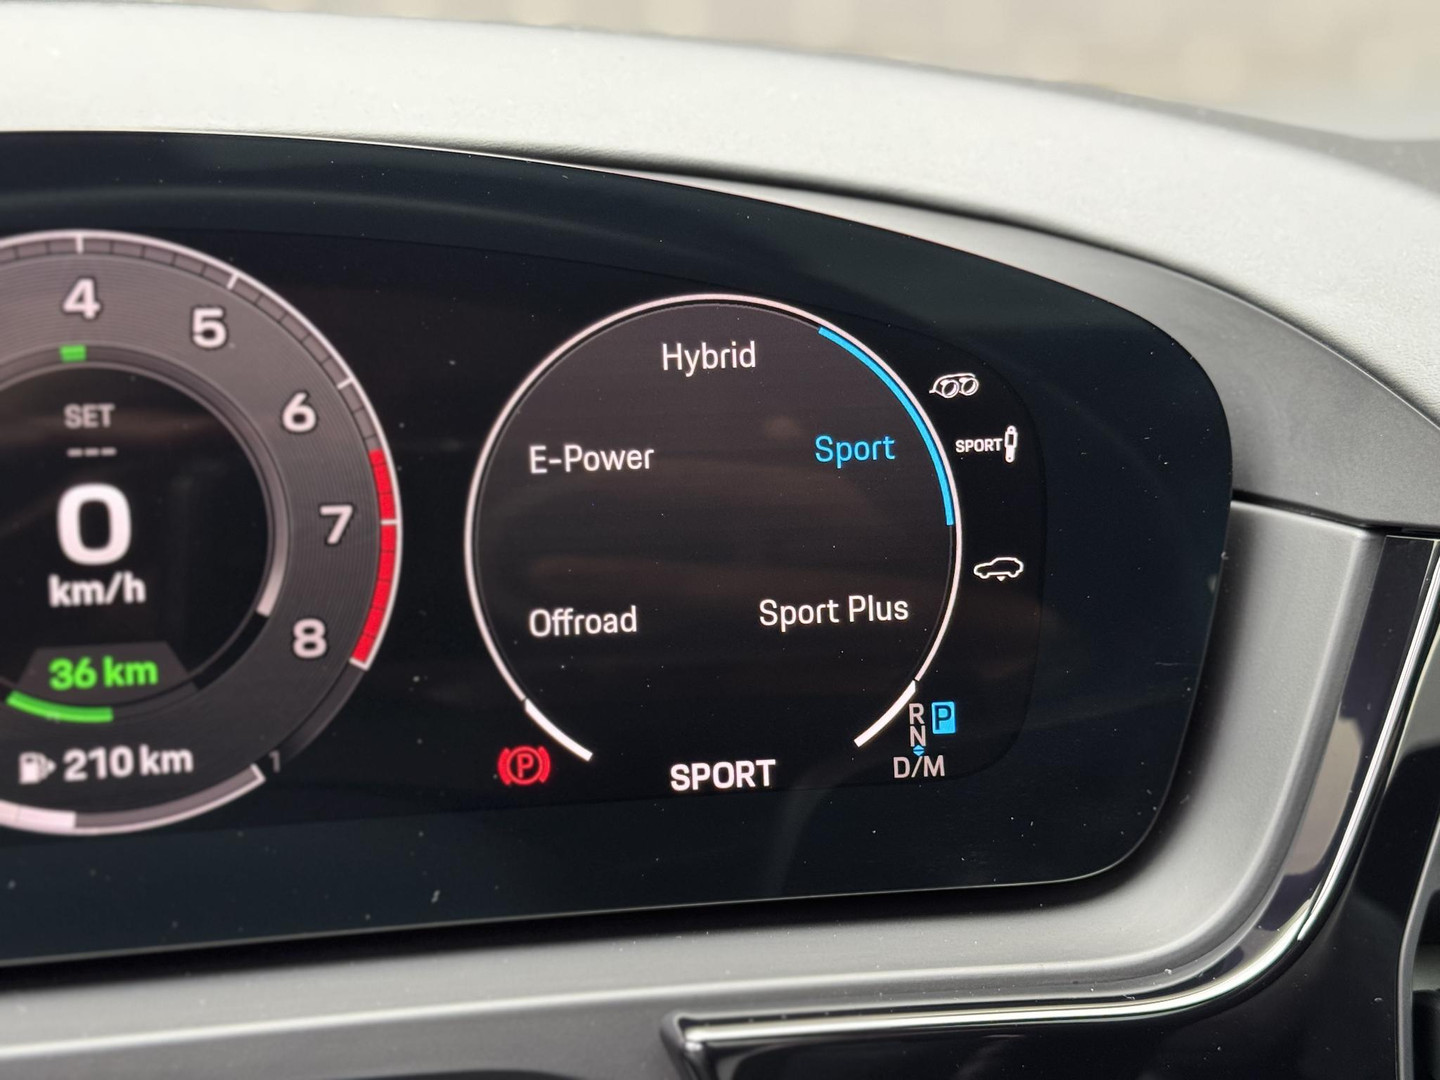 4
5
6
7
8
SET
---
0
km/h
36 km
210 km
1
Hybrid
E-Power
Sport
Offroad
Sport Plus
SPORT
SPORT
P
R
P
N
D/M